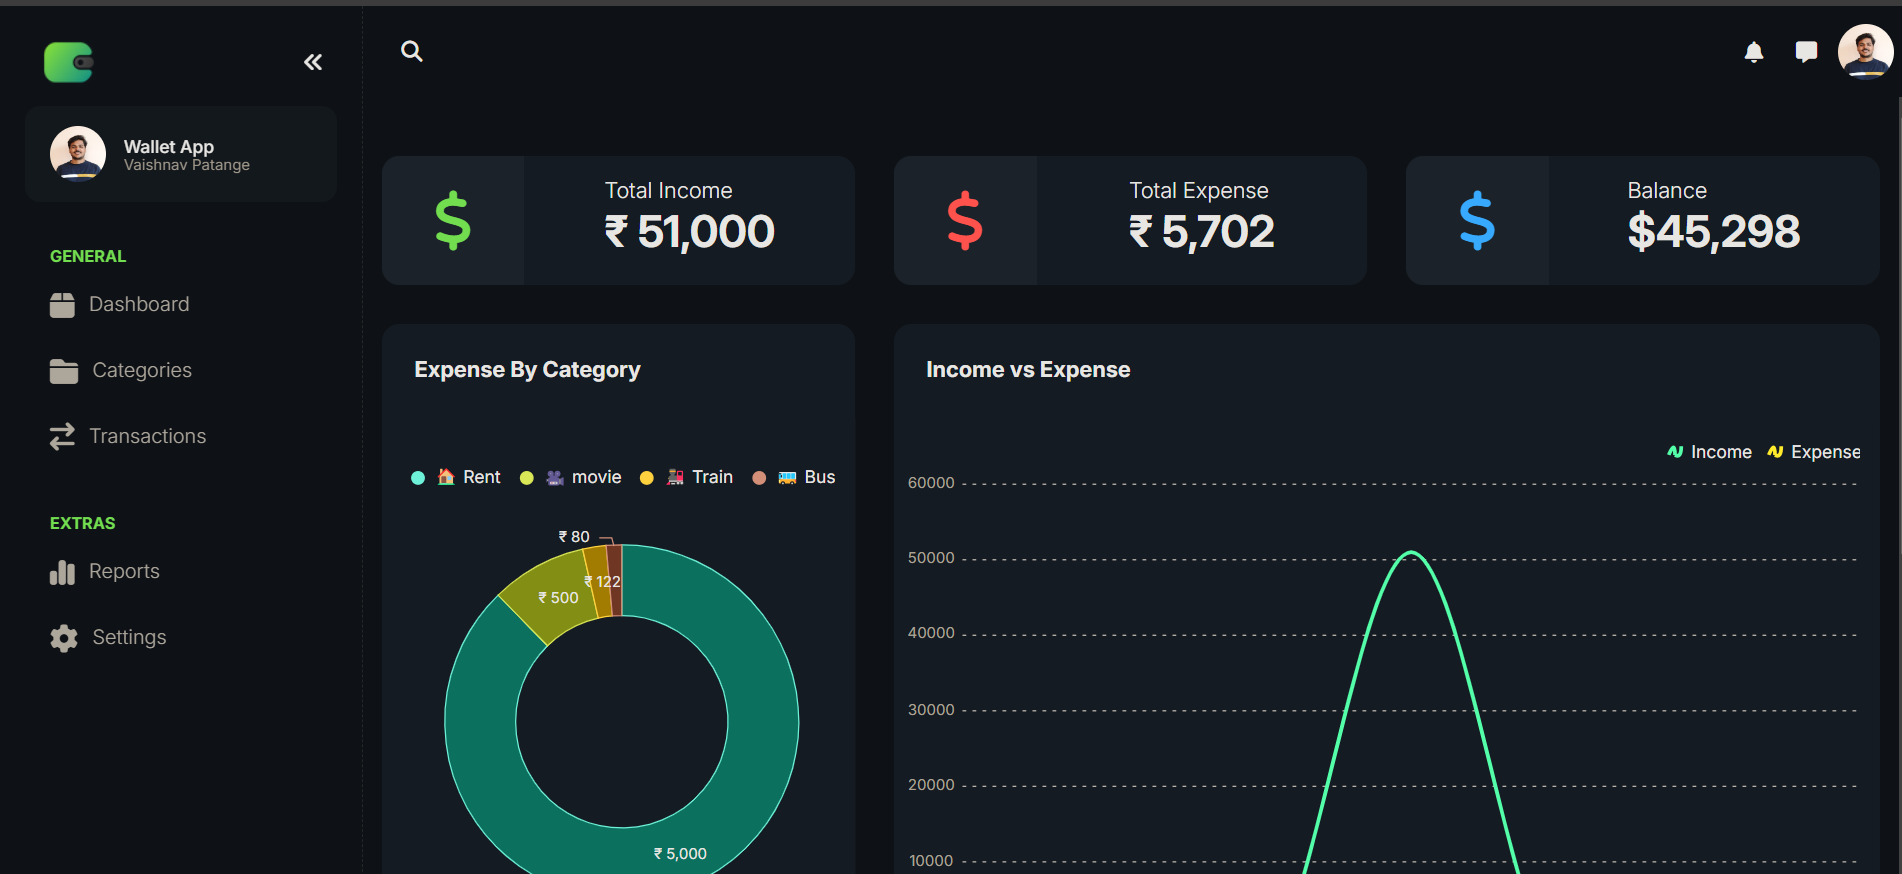 Wallet App
Vaishnav Patange
GENERAL
Dashboard
Categories
Transactions
EXTRAS
Reports
Settings
Total Income
₹ 51,000
Total Expense
₹ 5,702
Balance
$45,298
Expense By Category
Rent movie Train Bus
₹ 80
₹ 122
₹ 500
₹ 5,000
Income vs Expense
Income Expense
60000
50000
40000
30000
20000
10000